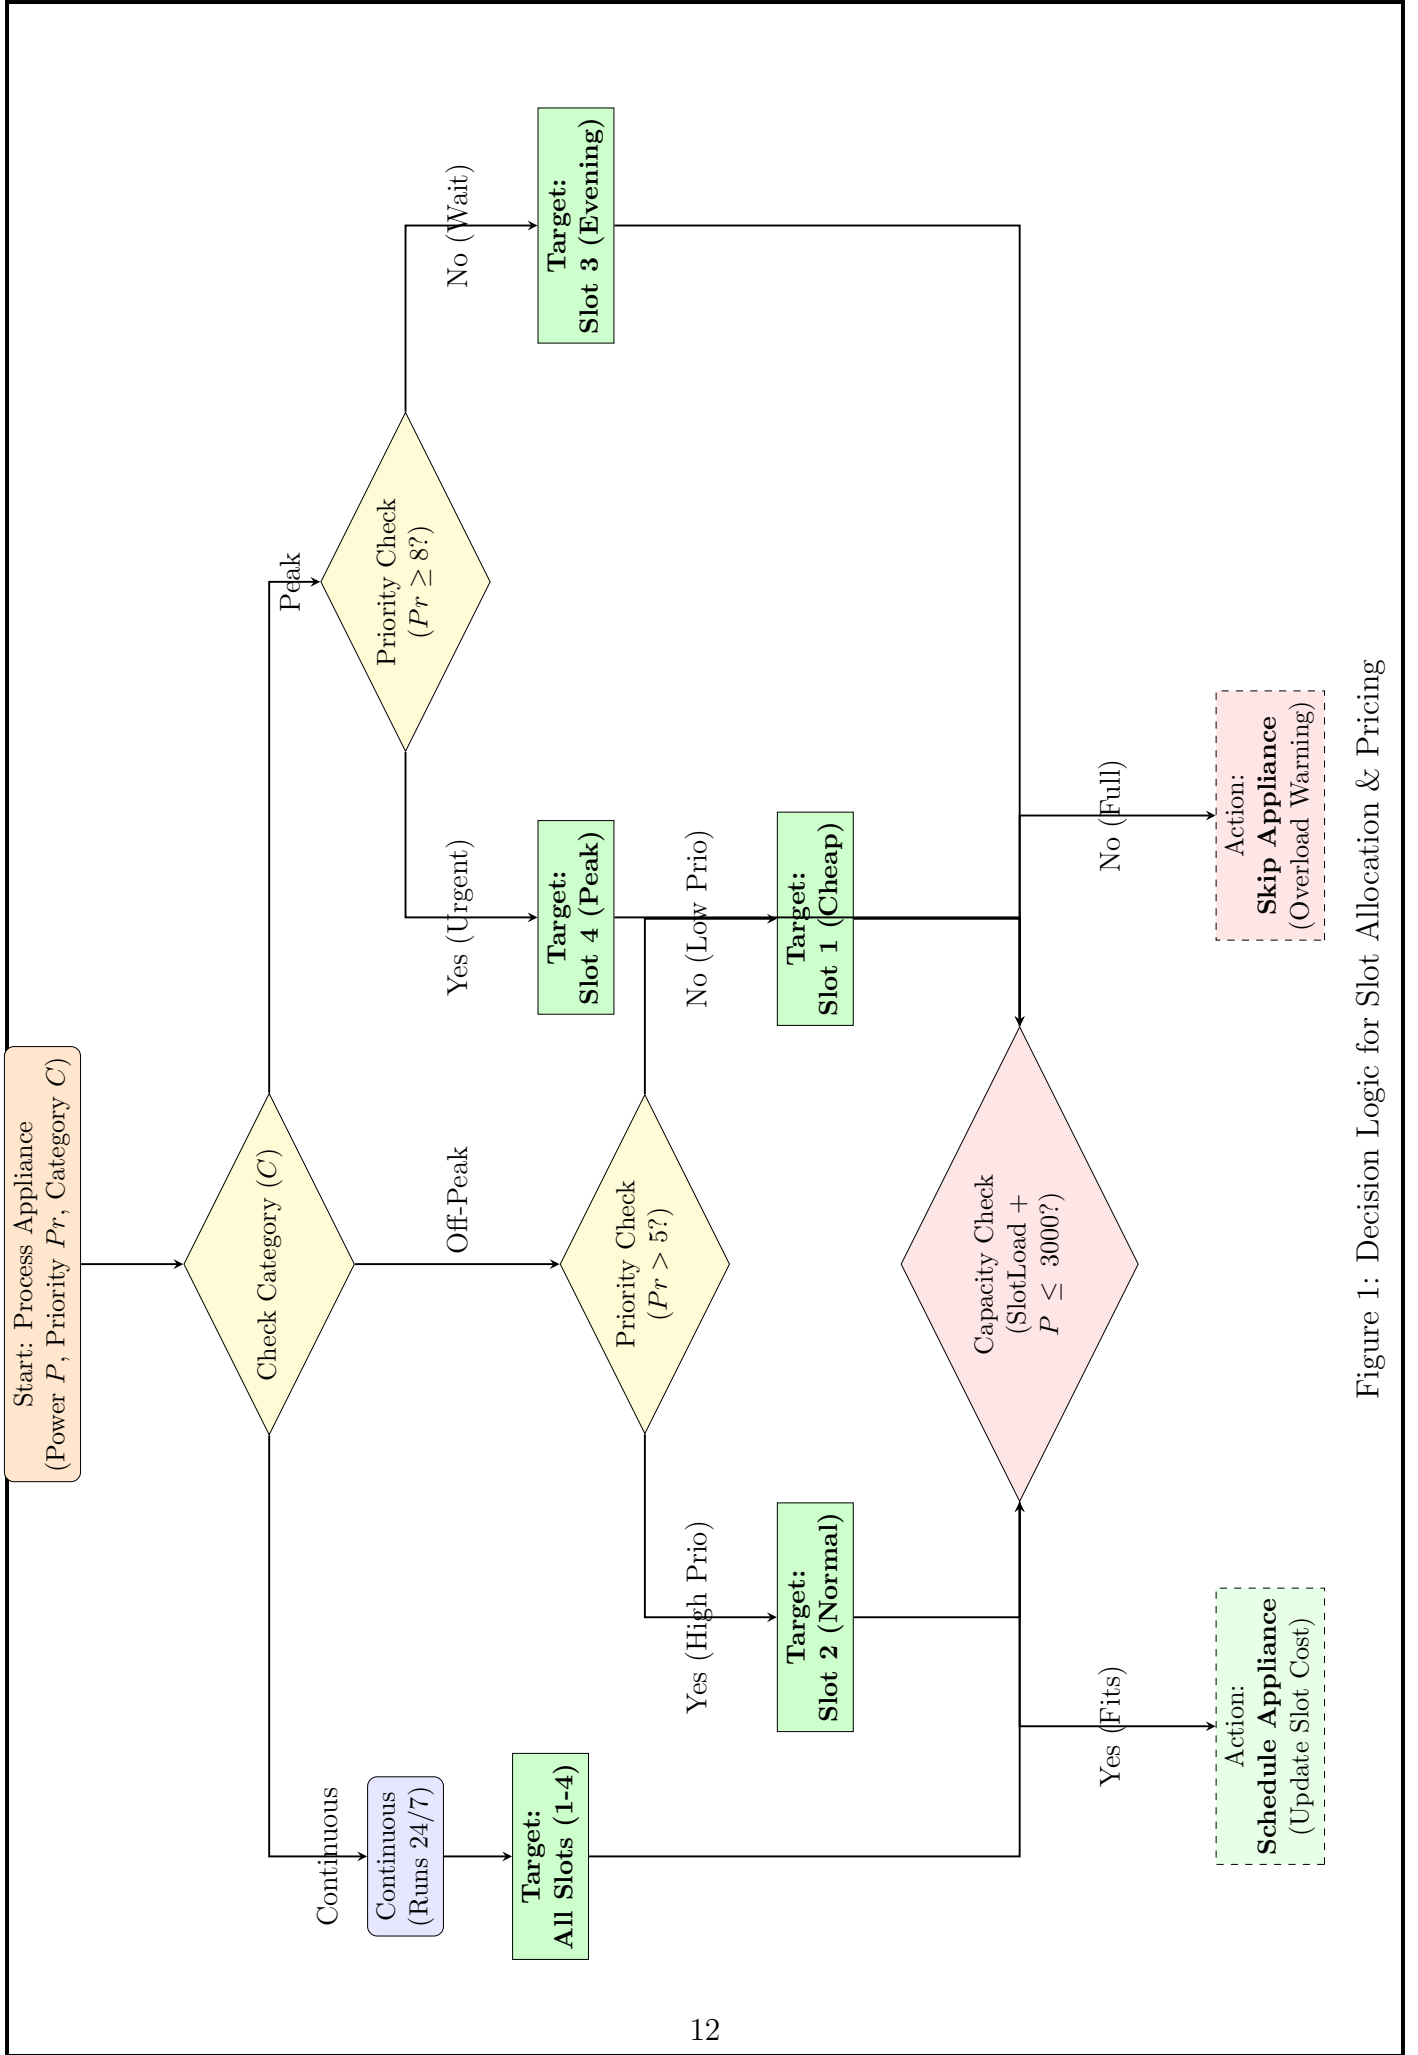 Start: Process Appliance
(Power P, Priority Pr, Category C)
Check Category (C)
Continuous
Off-Peak
Peak
Continuous
(Runs 24/7)
Priority Check
(Pr ≥ 8?)
Yes (Urgent)
No (Wait)
Target:
All Slots (1-4)
Target:
Slot 4 (Peak)
Target:
Slot 3 (Evening)
Priority Check
(Pr > 5?)
Yes (High Prio)
No (Low Prio)
Target:
Slot 2 (Normal)
Target:
Slot 1 (Cheap)
Capacity Check
(SlotLoad +
P ≤ 3000?)
Yes (Fits)
No (Full)
Action:
Schedule Appliance
(Update Slot Cost)
Action:
Skip Appliance
(Overload Warning)
Figure 1: Decision Logic for Slot Allocation & Pricing
12